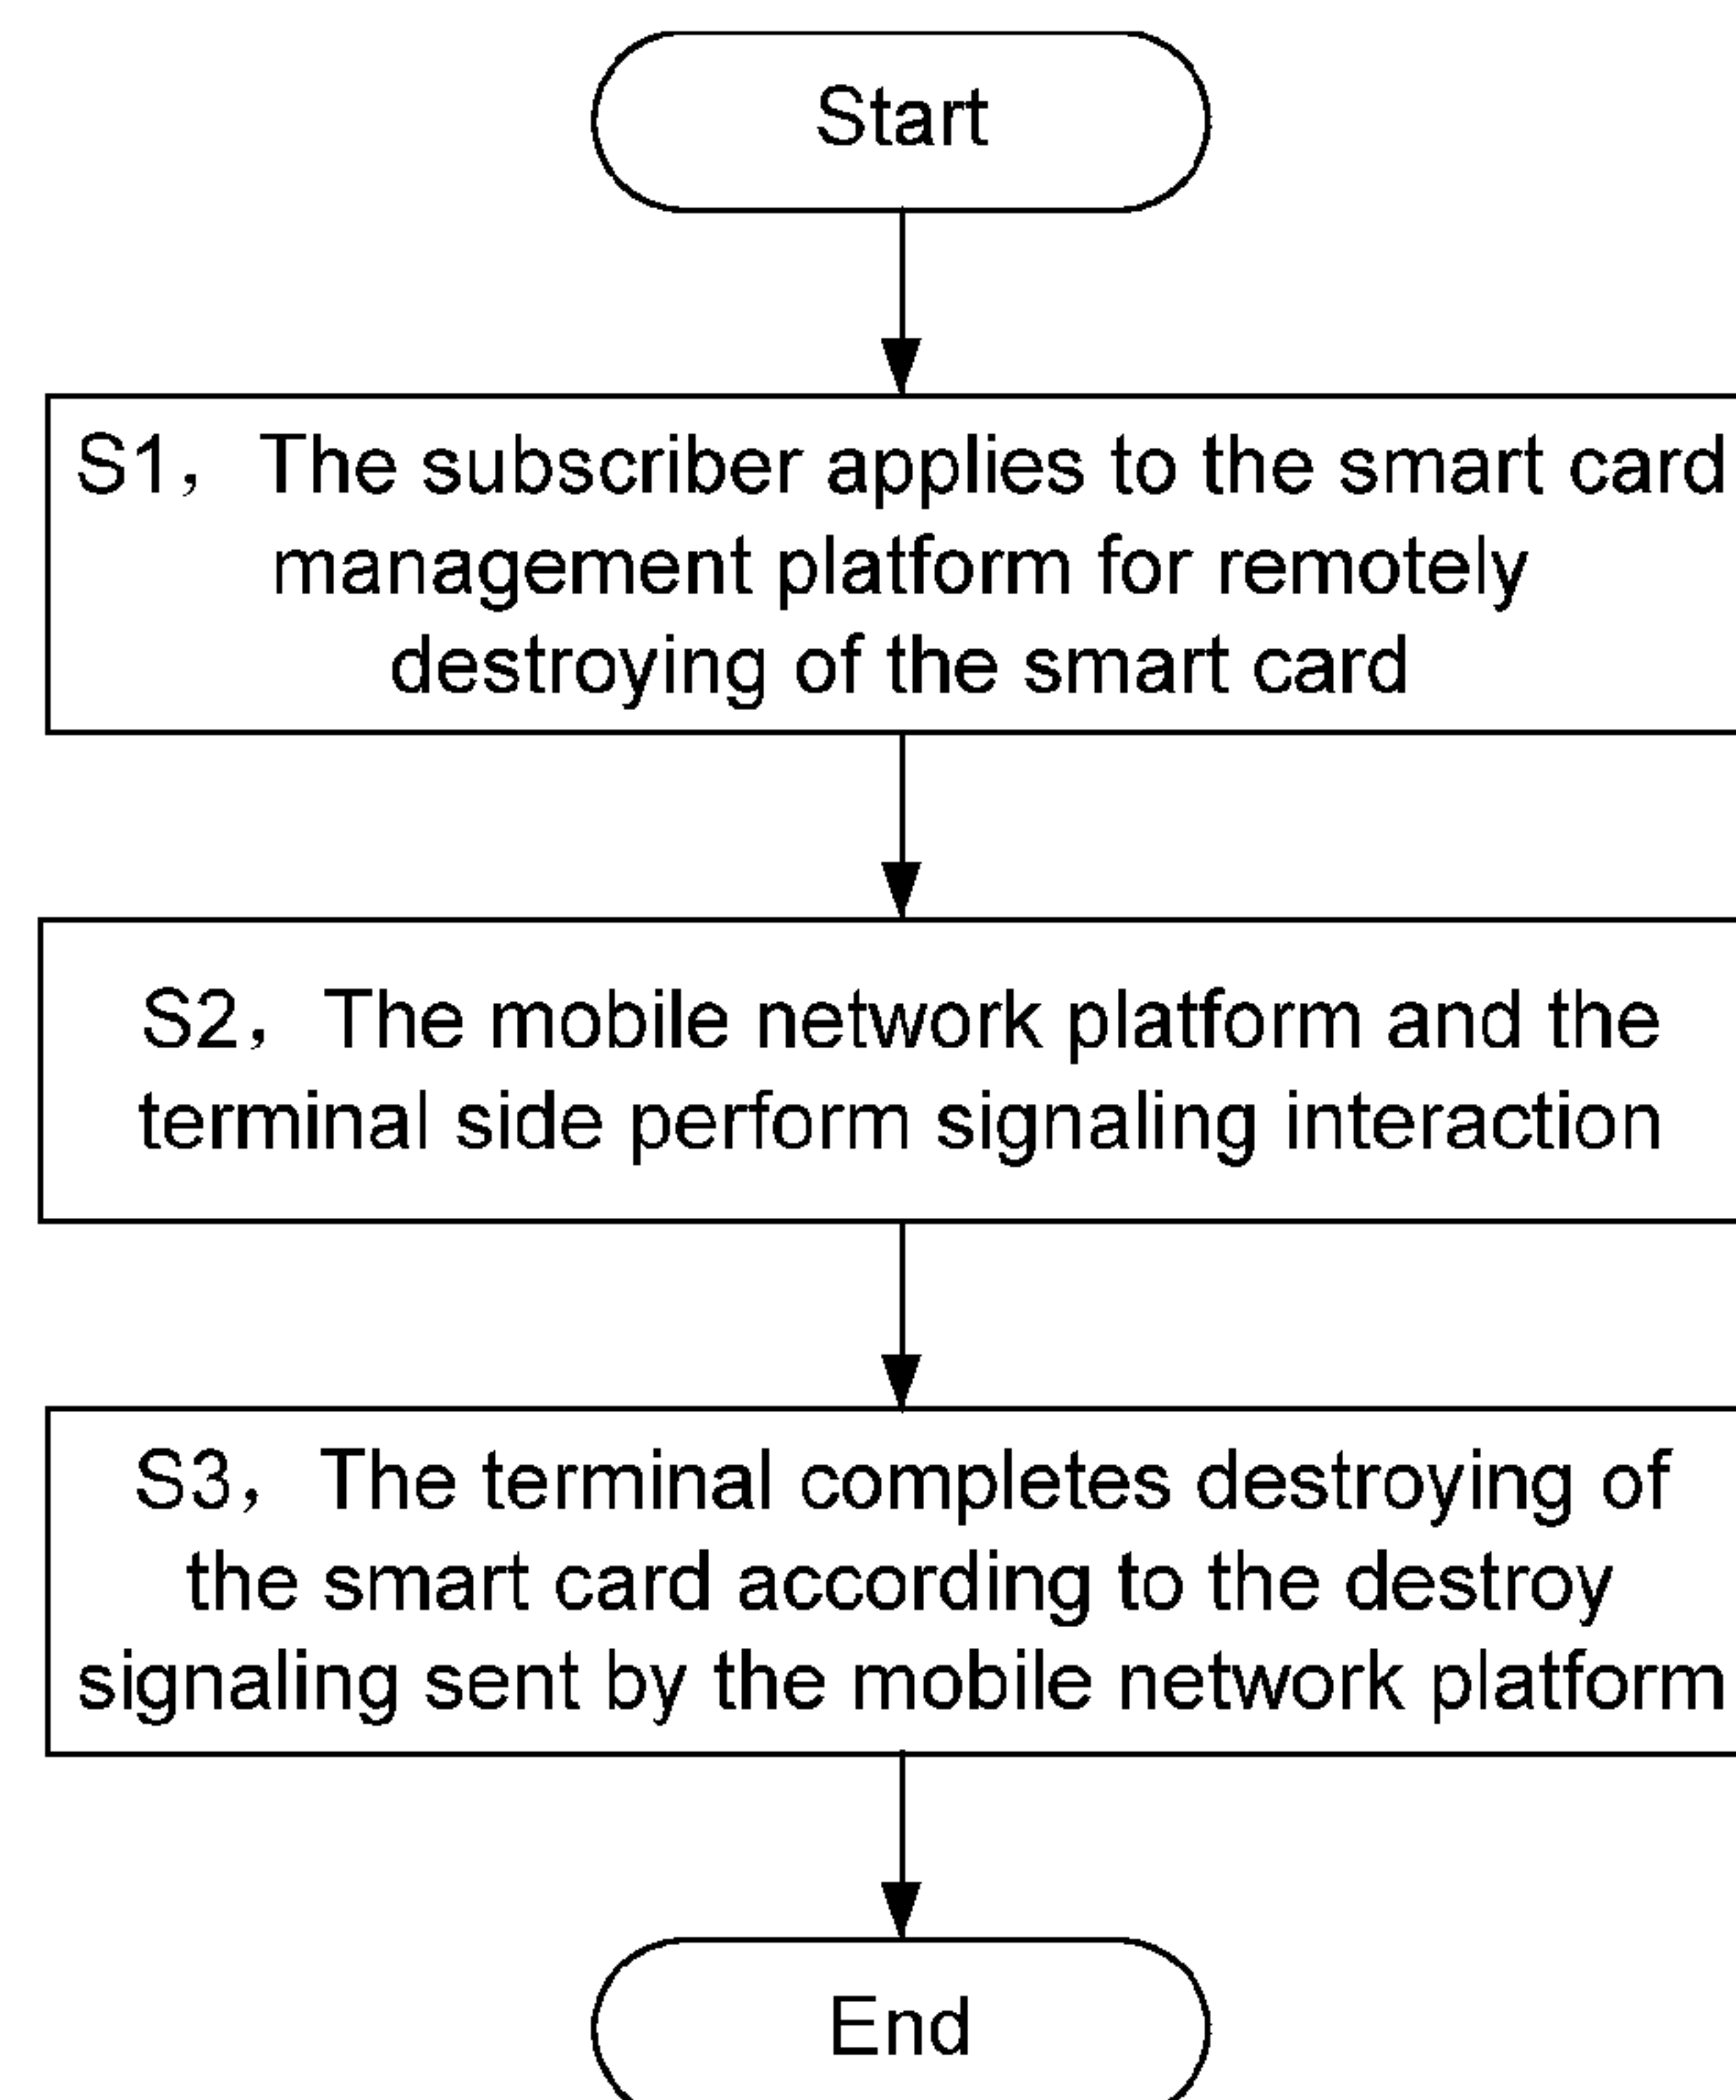 Start
S1, The subscriber applies to the smart card
management platform for remotely
destroying of the smart card
S2, The mobile network platform and the
terminal side perform signaling interaction
S3, The terminal completes destroying of
the smart card according to the destroy
signaling sent by the mobile network platform
End